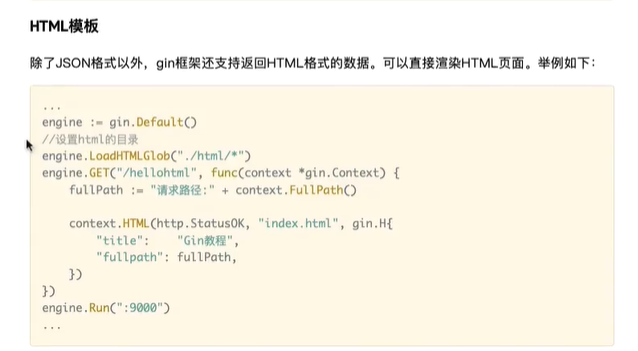 HTML模板
除了JSON格式以外，gin框架还支持返回HTML格式的数据。可以直接渲染HTML页面。举例如下：
...
engine := gin.Default()
//设置html的目录
engine.LoadHTMLGlob("./html/*")
engine.GET("/hellohtml", func(context *gin.Context) {
    fullPath := "请求路径:" + context.FullPath()
    context.HTML(http.StatusOK, "index.html", gin.H{
        "title":    "Gin教程",
        "fullpath": fullPath,
    })
})
engine.Run(":9000")
...